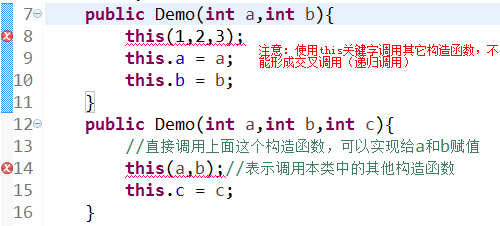 7 public Demo(int a,int b){
8 this(1,2,3);
注意：使用this关键字调用其它构造函数，不
能形成交叉调用（递归调用）
9 this.a = a;
10 this.b = b;
11 }
12 public Demo(int a,int b,int c){
13 //直接调用上面这个构造函数，可以实现给a和b赋值
14 this(a,b);//表示调用本类中的其他构造函数
15 this.c = c;
16 }